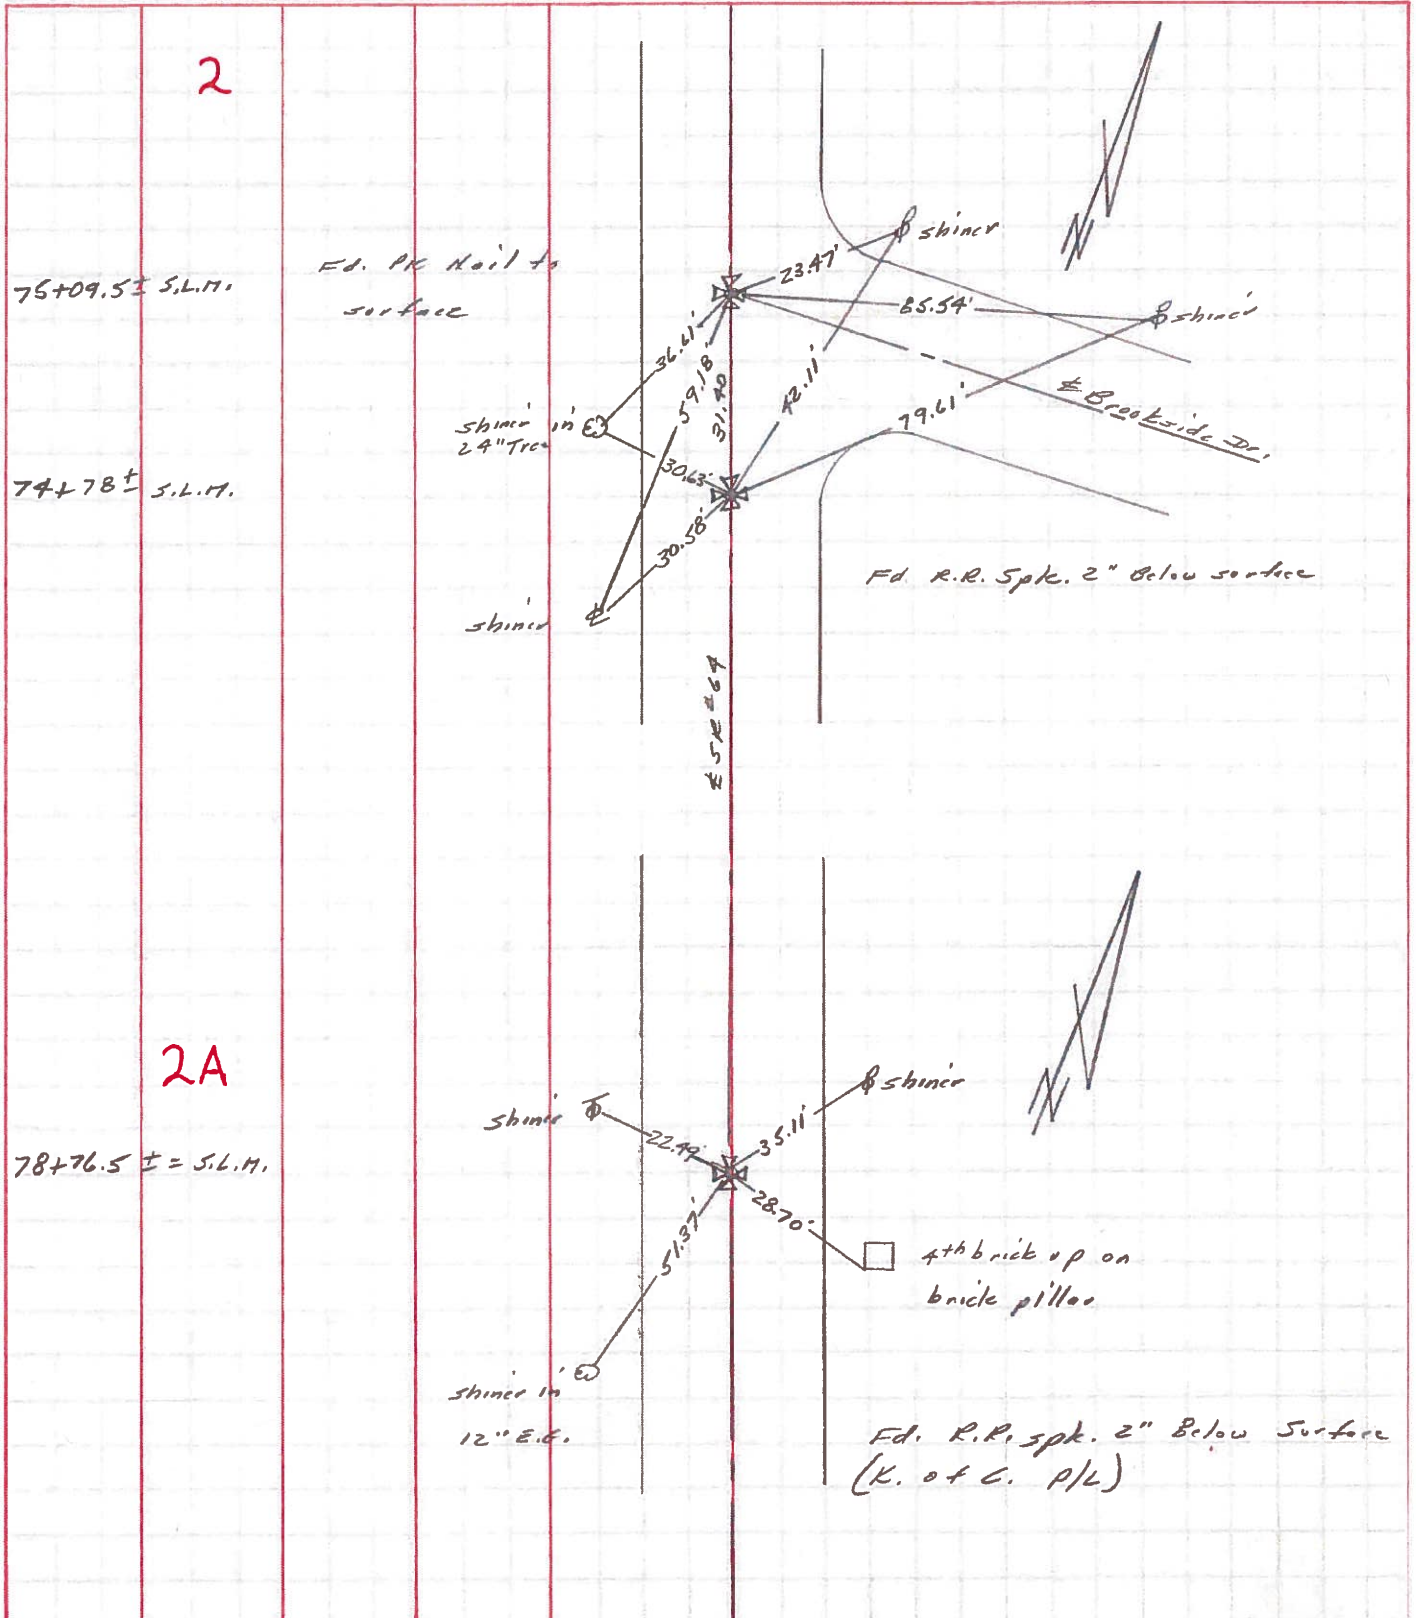 2
75+09.5± S.L.M.
Fd. PK Nail to
surface
shiner
23.47'
85.54'
shiner
36.61'
59.18'
31.40
42.11'
79.61'
℄ Brookside Dr.
shiner in
24" Tree
30.63'
74+78± S.L.M.
30.58'
Fd. R.R. Spk. 2" Below surface
shiner
℄ SR #64
2A
shiner
shiner
22.49'
35.11'
78+76.5 ± = S.L.M.
28.70'
51.37'
4th brick up on
brick pillar
shiner in
12" E.G.
Fd. R.R. spk. 2" Below Surface
(K. of C. P/L)
N
N